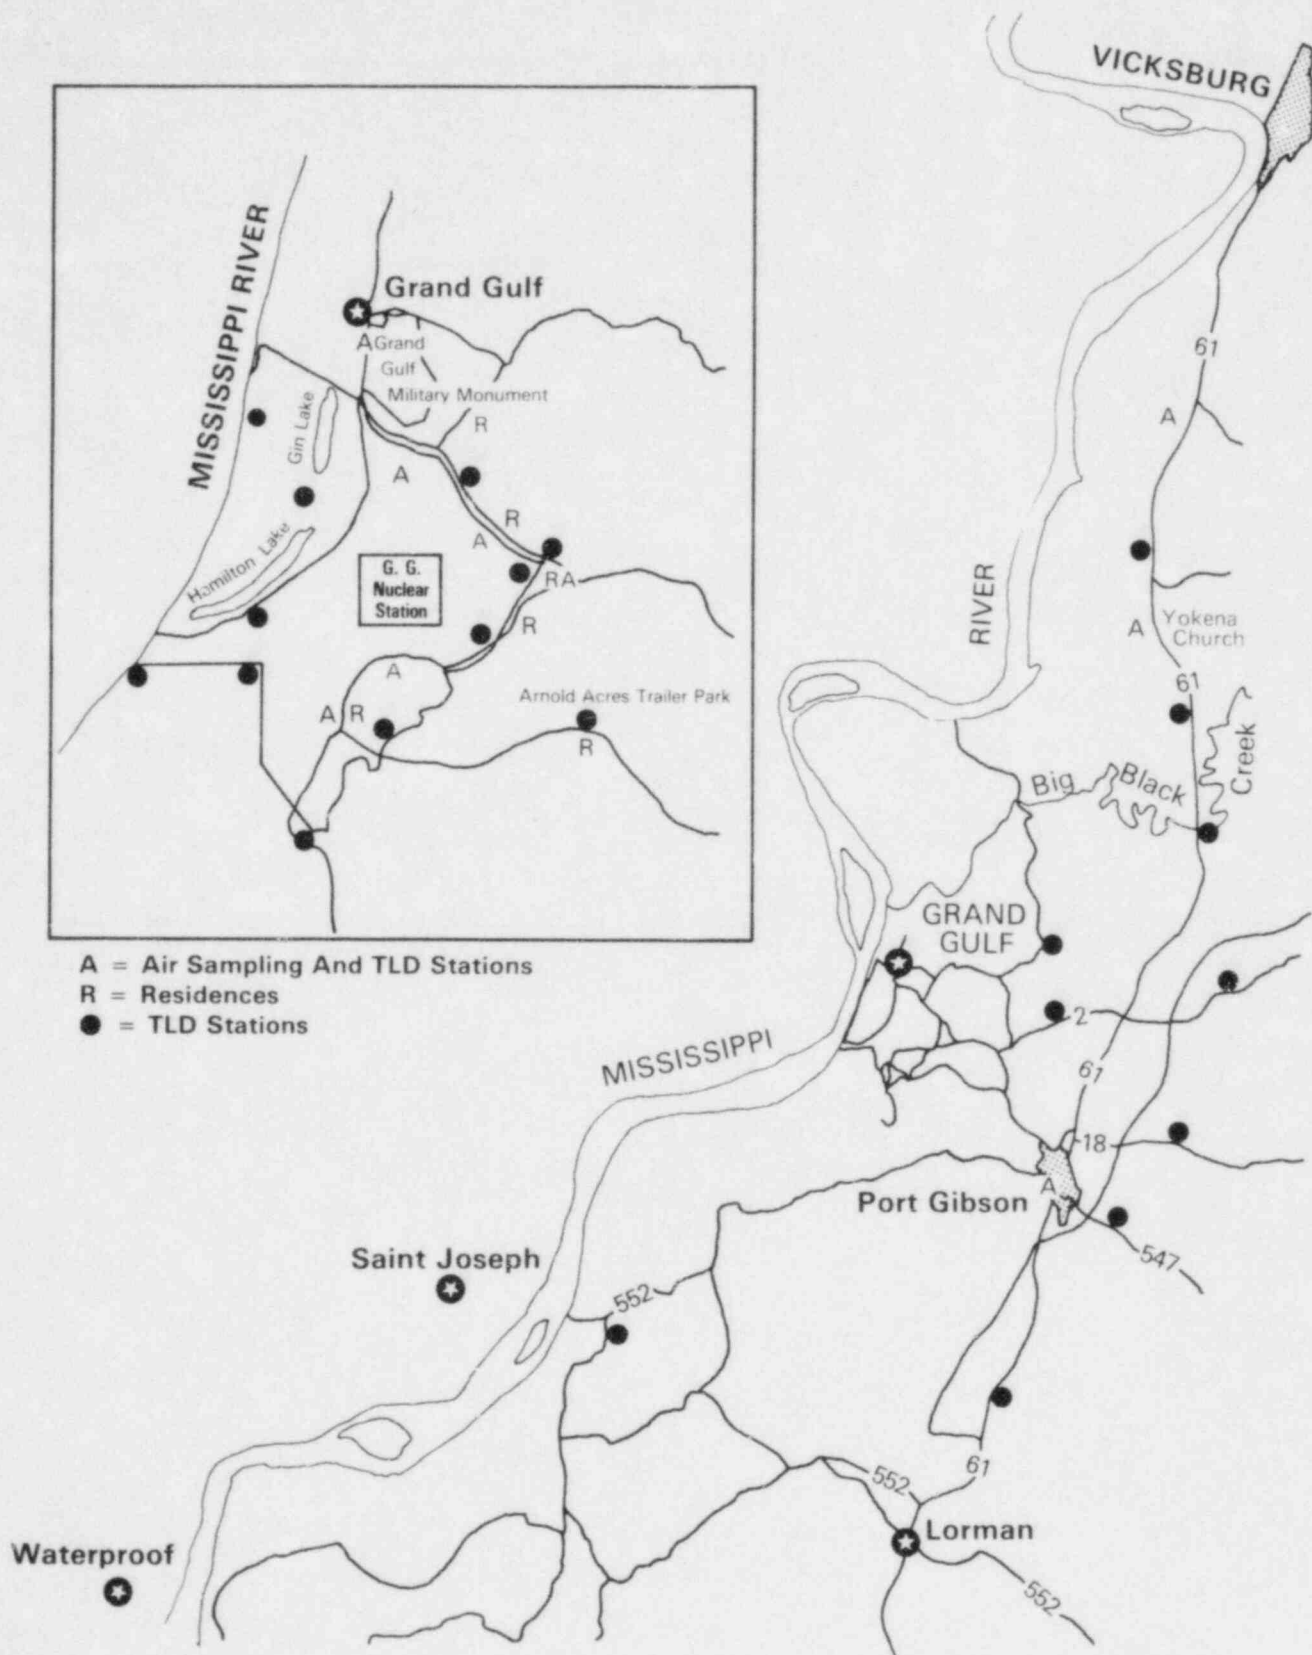 VICKSBURG
MISSISSIPPI RIVER
Grand Gulf
A Grand
Gulf
Military Monument
Gin Lake
R
A
R
A
Hamilton Lake
G. G.
Nuclear
Station
RA
R
A
Arnold Acres Trailer Park
A R
R
A = Air Sampling And TLD Stations
R = Residences
● = TLD Stations
61
A
RIVER
A
Yokena
Church
61
Big Black Creek
GRAND
GULF
2
MISSISSIPPI
61
18
A
Port Gibson
547
Saint Joseph
552
61
552
Lorman
Waterproof
552